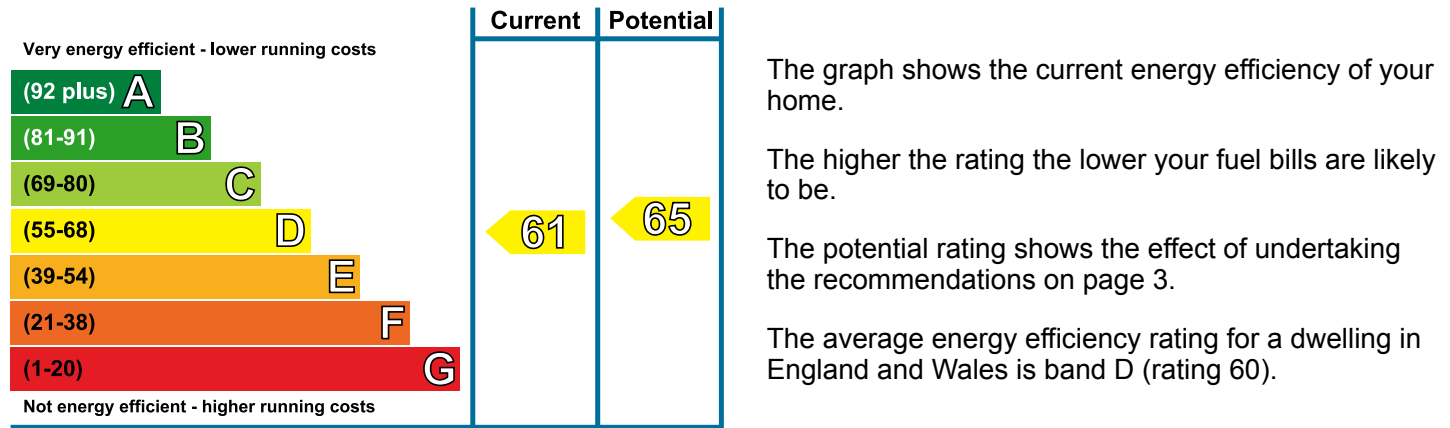 Current Potential
Very energy efficient - lower running costs
(92 plus) A
(81-91) B
(69-80) C
(55-68) D
(39-54) E
(21-38) F
(1-20) G
Not energy efficient - higher running costs
61 65
The graph shows the current energy efficiency of your
home.
The higher the rating the lower your fuel bills are likely
to be.
The potential rating shows the effect of undertaking
the recommendations on page 3.
The average energy efficiency rating for a dwelling in
England and Wales is band D (rating 60).